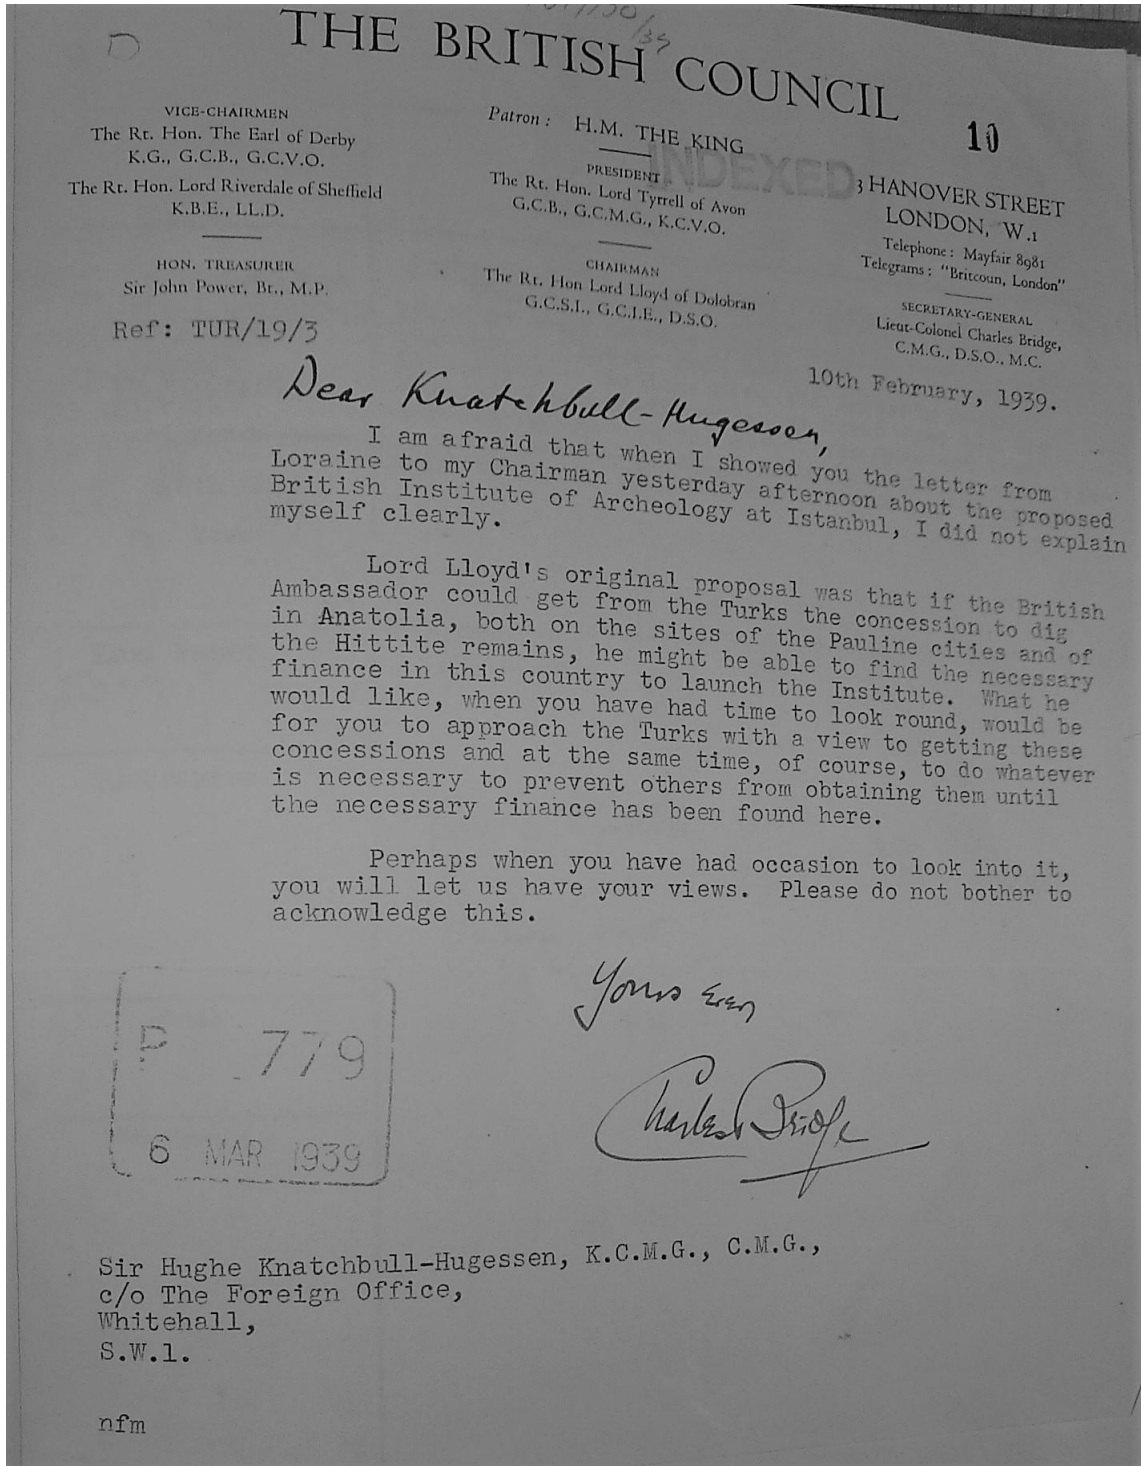 THE BRITISH COUNCIL
10
VICE-CHAIRMEN
The Rt. Hon. The Earl of Derby
K.G., G.C.B., G.C.V.O.
The Rt. Hon. Lord Riverdale of Sheffield
K.B.E., LL.D.
HON. TREASURER
Sir John Power, Bt., M.P.
Patron: H.M. THE KING
INDEXED
PRESIDENT
The Rt. Hon. Lord Tyrrell of Avon
G.C.B., G.C.M.G., K.C.V.O.
CHAIRMAN
The Rt. Hon Lord Lloyd of Dolobran
G.C.S.I., G.C.I.E., D.S.O.
3 HANOVER STREET
LONDON, W.1
Telephone: Mayfair 8981
Telegrams: "Britcoun, London"
SECRETARY-GENERAL
Lieut-Colonel Charles Bridge,
C.M.G., D.S.O., M.C.
Ref: TUR/19/3
10th February, 1939.
Dear Knatchbull-Hugessen,
I am afraid that when I showed you the letter from
Loraine to my Chairman yesterday afternoon about the proposed
British Institute of Archeology at Istanbul, I did not explain
myself clearly.
Lord Lloyd's original proposal was that if the British
Ambassador could get from the Turks the concession to dig
in Anatolia, both on the sites of the Pauline cities and of
the Hittite remains, he might be able to find the necessary
finance in this country to launch the Institute. What he
would like, when you have had time to look round, would be
for you to approach the Turks with a view to getting these
concessions and at the same time, of course, to do whatever
is necessary to prevent others from obtaining them until
the necessary finance has been found here.
Perhaps when you have had occasion to look into it,
you will let us have your views. Please do not bother to
acknowledge this.
Yours ever
Charles Bridge
P 779
6 MAR 1939
Sir Hughe Knatchbull-Hugessen, K.C.M.G., C.M.G.,
c/o The Foreign Office,
Whitehall,
S.W.1.
nfm